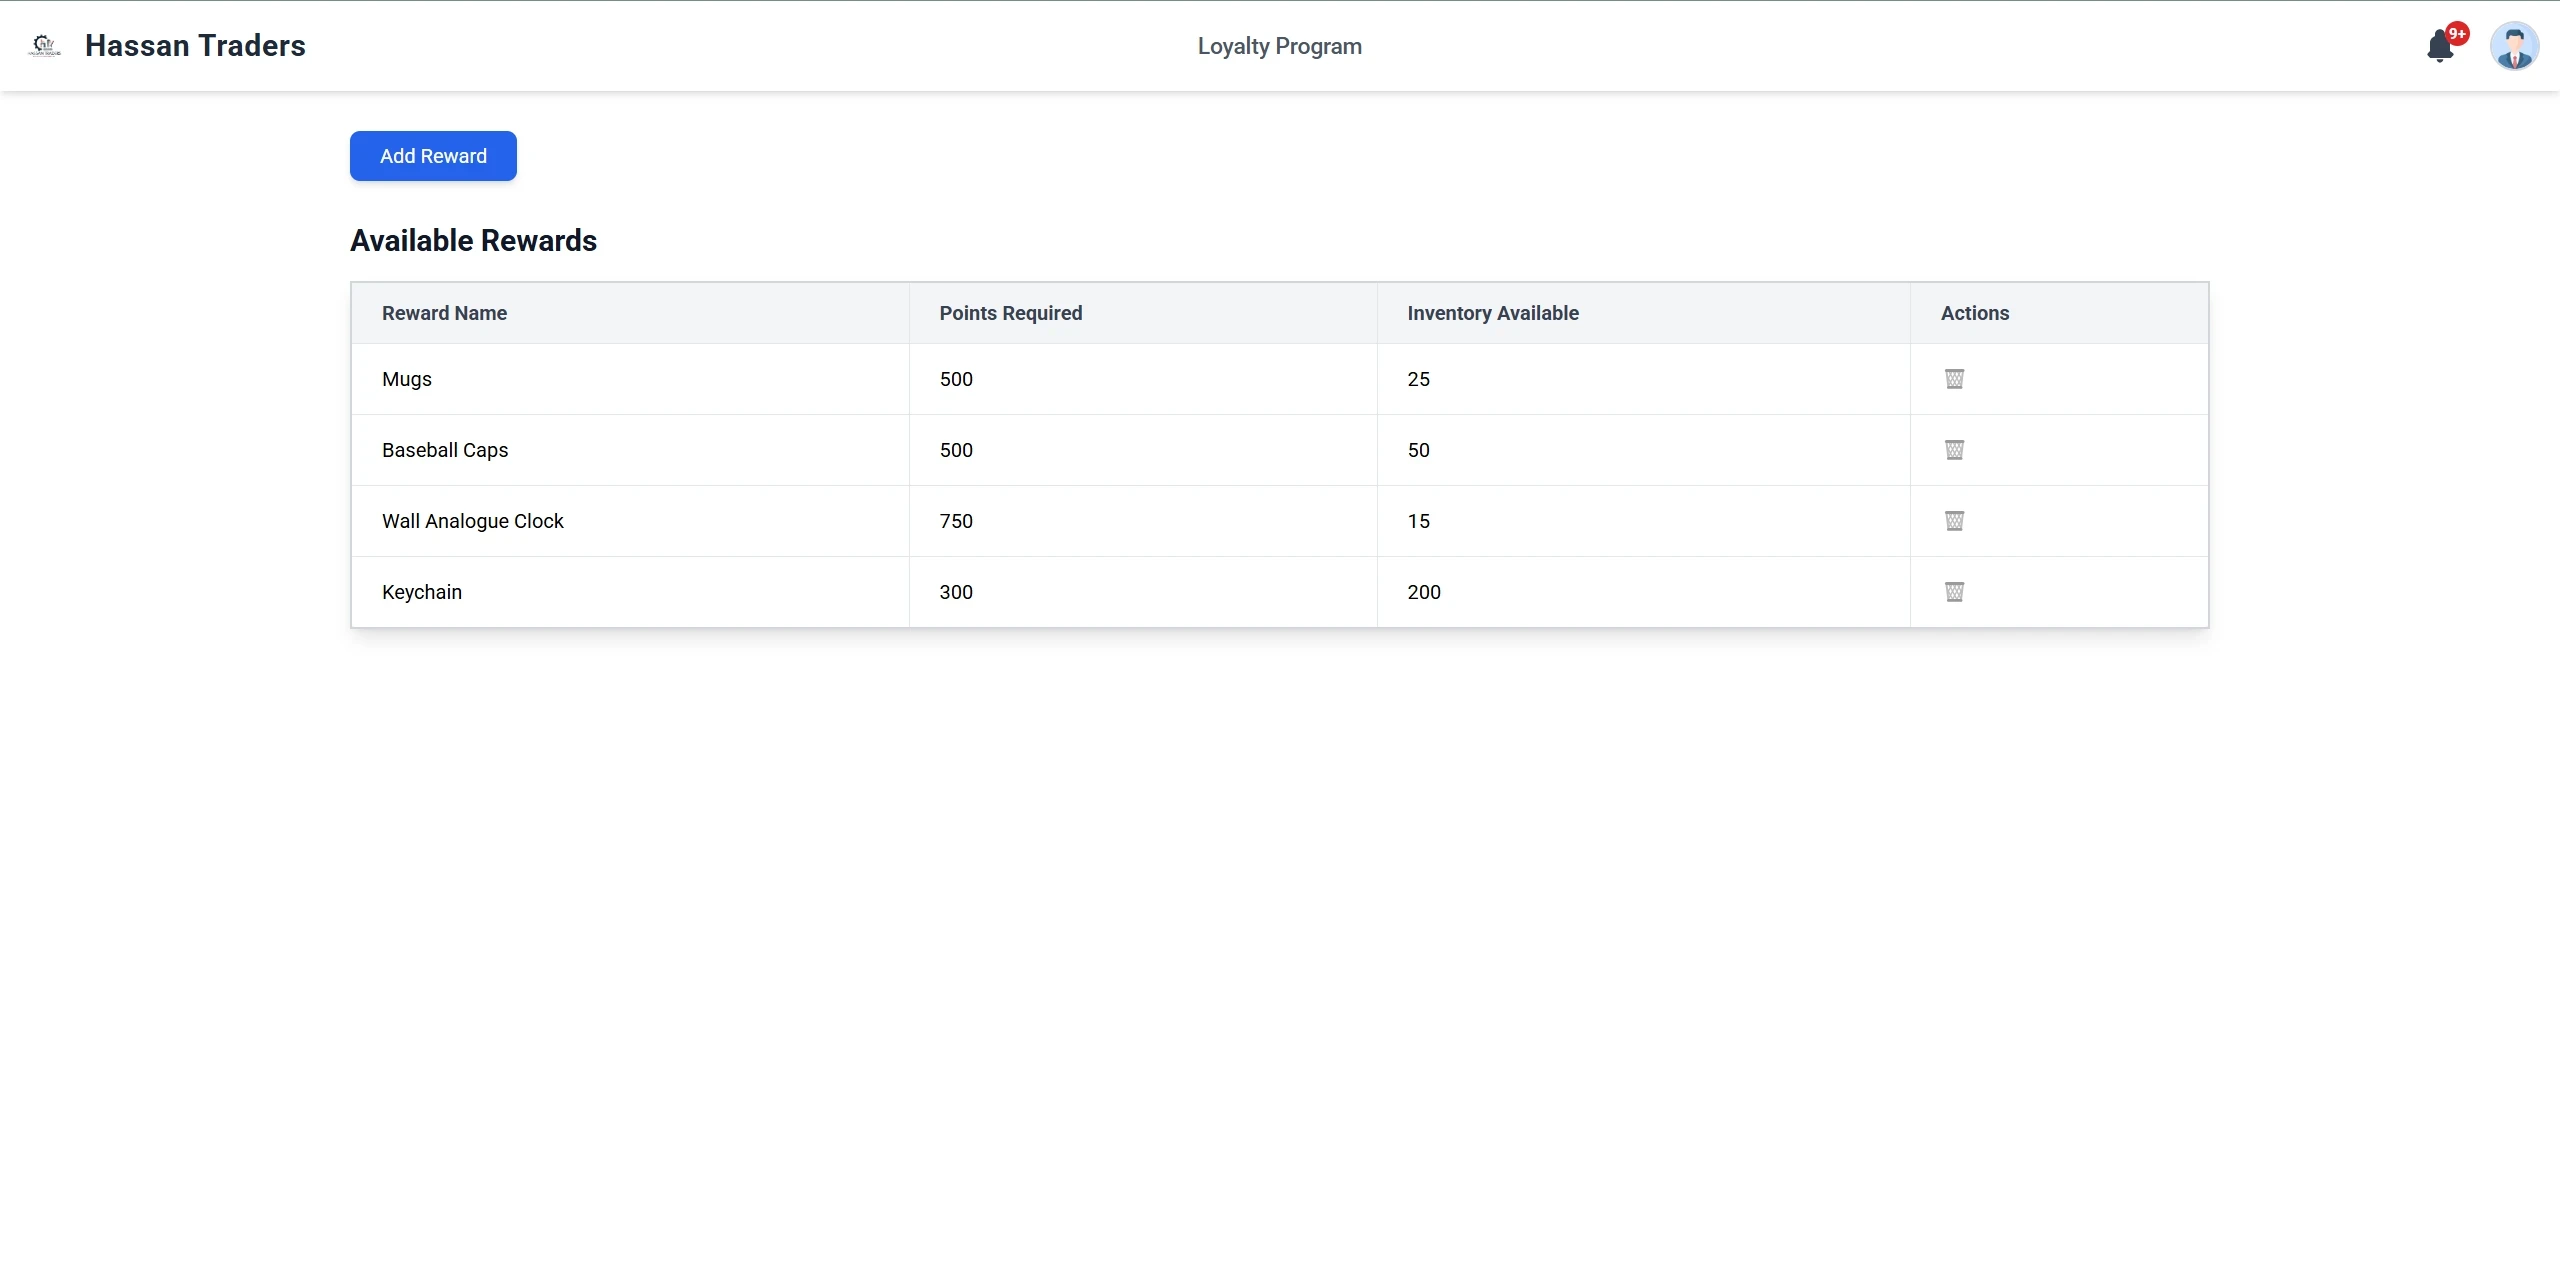 Hassan Traders
Loyalty Program
9+
Add Reward
Available Rewards
Reward Name Points Required Inventory Available Actions
Mugs 500 25
Baseball Caps 500 50
Wall Analogue Clock 750 15
Keychain 300 200